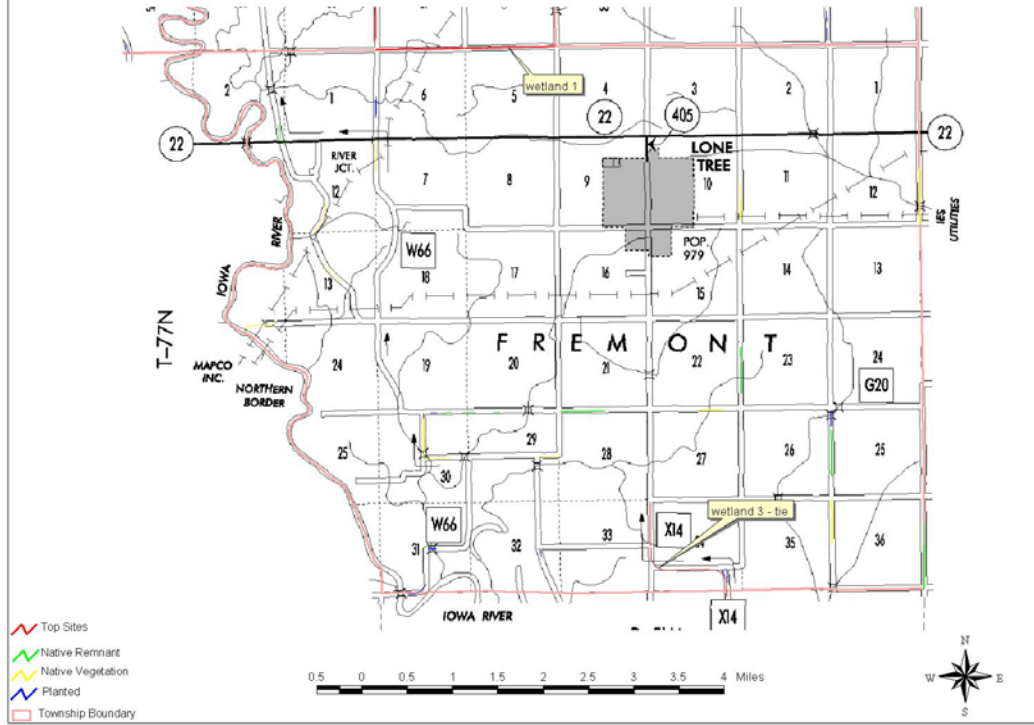 2
1
6
5
4
3
2
1
wetland 1
22
405
22
22
RIVER
JCT.
LONE
TREE
12
7
8
9
10
11
12
IOWA
RIVER
W66
POP.
979
IES
UTILITIES
13
18
17
16
15
14
13
T-77N
FREMONT
24
19
20
21
22
23
24
MAPCO
INC.
NORTHERN
BORDER
G20
25
30
29
28
27
26
25
wetland 3 - tie
W66
X14
31
32
33
35
36
X14
IOWA RIVER
Top Sites
Native Remnant
Native Vegetation
Planted
Township Boundary
0.5 0 0.5 1 1.5 2 2.5 3 3.5 4 Miles
N
W E
S